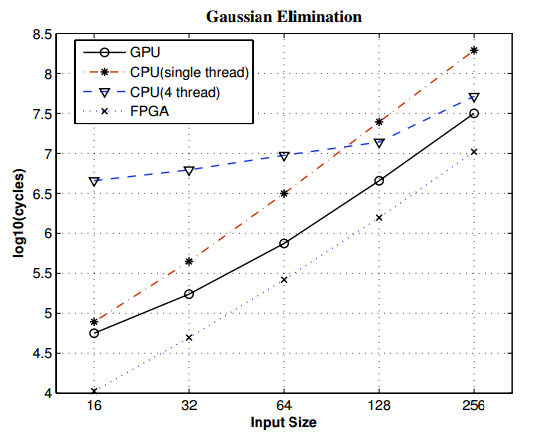 Gaussian Elimination
8.5
8
7.5
7
6.5
6
5.5
5
4.5
4
log10(cycles)
GPU
CPU(single thread)
CPU(4 thread)
FPGA
16 32 64 128 256
Input Size